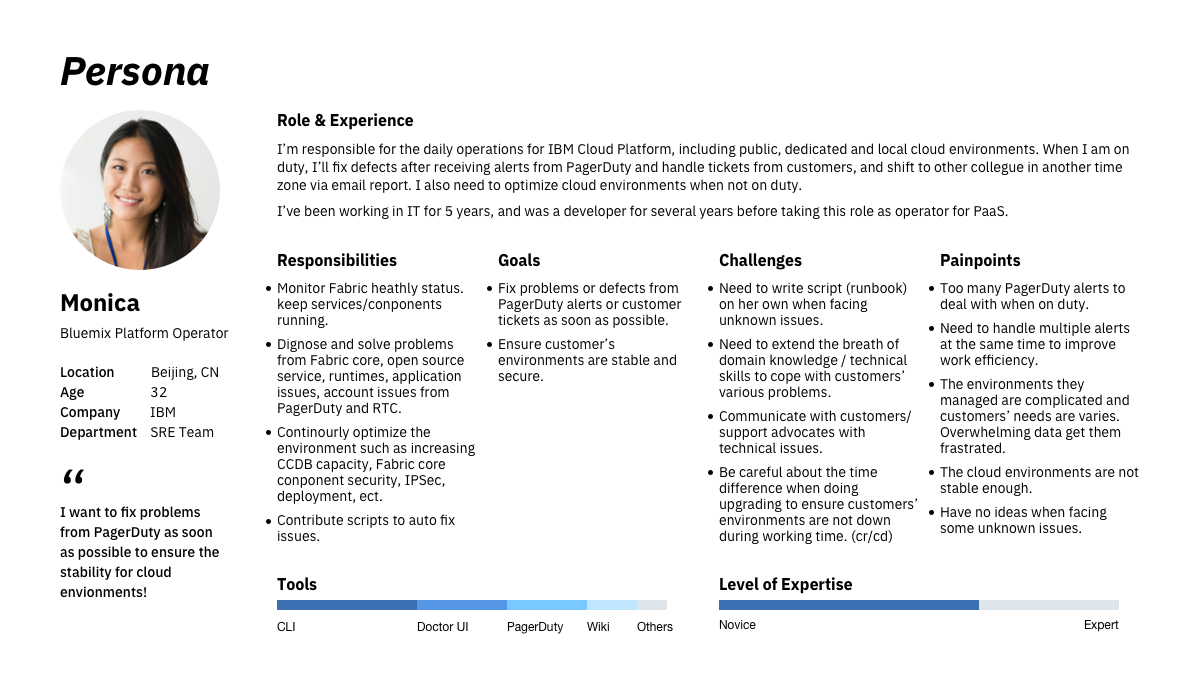 Persona
Monica
Bluemix Platform Operator
Location Beijing, CN
Age 32
Company IBM
Department SRE Team
“
I want to fix problems
from PagerDuty as soon
as possible to ensure the
stability for cloud
envionments!
Role & Experience
I’m responsible for the daily operations for IBM Cloud Platform, including public, dedicated and local cloud environments. When I am on
duty, I’ll fix defects after receiving alerts from PagerDuty and handle tickets from customers, and shift to other collegue in another time
zone via email report. I also need to optimize cloud environments when not on duty.
I’ve been working in IT for 5 years, and was a developer for several years before taking this role as operator for PaaS.
Responsibilities
• Monitor Fabric heathly status.
keep services/conponents
running.
• Dignose and solve problems
from Fabric core, open source
service, runtimes, application
issues, account issues from
PagerDuty and RTC.
• Continourly optimize the
environment such as increasing
CCDB capacity, Fabric core
conponent security, IPSec,
deployment, ect.
• Contribute scripts to auto fix
issues.
Goals
• Fix problems or defects from
PagerDuty alerts or customer
tickets as soon as possible.
• Ensure customer’s
environments are stable and
secure.
Challenges
• Need to write script (runbook)
on her own when facing
unknown issues.
• Need to extend the breath of
domain knowledge / technical
skills to cope with customers’
various problems.
• Communicate with customers/
support advocates with
technical issues.
• Be careful about the time
difference when doing
upgrading to ensure customers’
environments are not down
during working time. (cr/cd)
Painpoints
• Too many PagerDuty alerts to
deal with when on duty.
• Need to handle multiple alerts
at the same time to improve
work efficiency.
• The environments they
managed are complicated and
customers’ needs are varies.
Overwhelming data get them
frastrated.
• The cloud environments are not
stable enough.
• Have no ideas when facing
some unknown issues.
Tools
CLI Doctor UI PagerDuty Wiki Others
Level of Expertise
Novice Expert